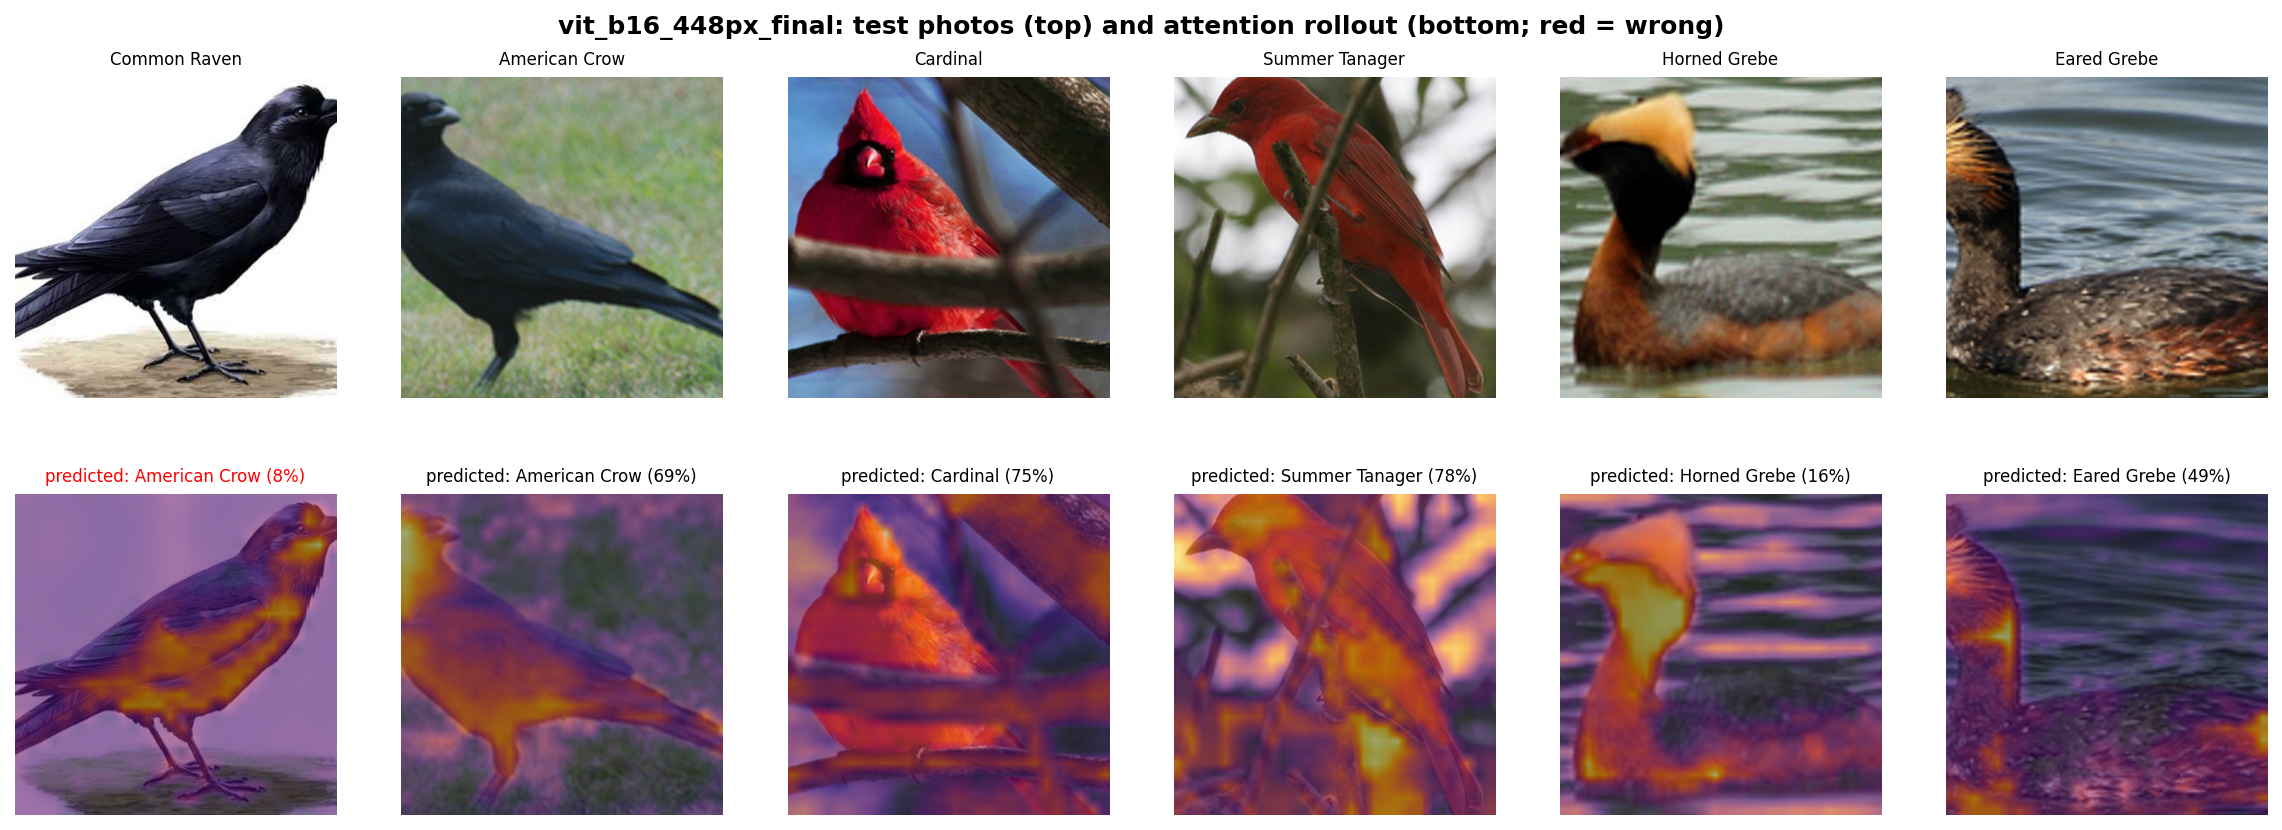 vit_b16_448px_final: test photos (top) and attention rollout (bottom; red = wrong)
Common Raven
American Crow
Cardinal
Summer Tanager
Horned Grebe
Eared Grebe
predicted: American Crow (8%)
predicted: American Crow (69%)
predicted: Cardinal (75%)
predicted: Summer Tanager (78%)
predicted: Horned Grebe (16%)
predicted: Eared Grebe (49%)